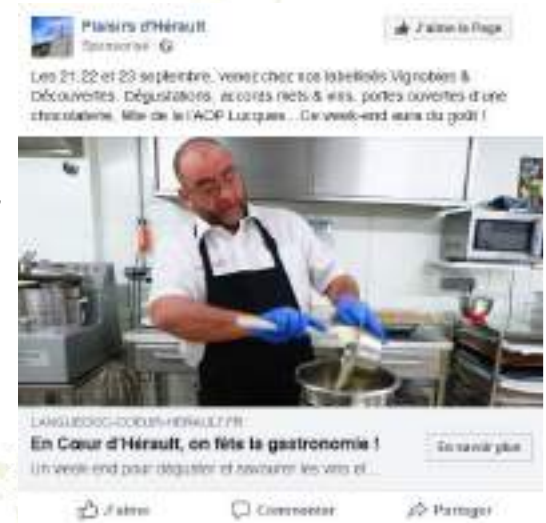 Plaisirs d'Hérault
Sponsorisé
J'aime la Page
Les 21,22 et 23 septembre, venez chez nos labellisés Vignobles &
Découvertes. Dégustations, accords mets & vins, portes ouvertes d'une
chocolaterie, fête de la l'AOP Lucques... Ce week-end aura du goût !
LANGUEDOC-COEUR-HERAULT.FR
En Cœur d'Hérault, on fête la gastronomie !
En savoir plus
Un week-end pour déguster et savourer les vins et...
J'aime
Commenter
Partager